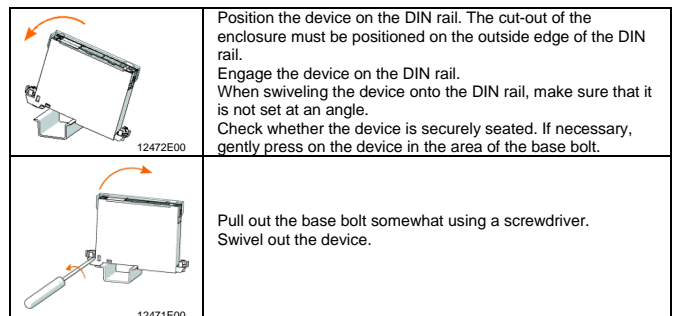 Position the device on the DIN rail. The cut-out of the
enclosure must be positioned on the outside edge of the DIN
rail.
Engage the device on the DIN rail.
When swiveling the device onto the DIN rail, make sure that it
is not set at an angle.
Check whether the device is securely seated. If necessary,
gently press on the device in the area of the base bolt.
12472E00
Pull out the base bolt somewhat using a screwdriver.
Swivel out the device.
12471E00